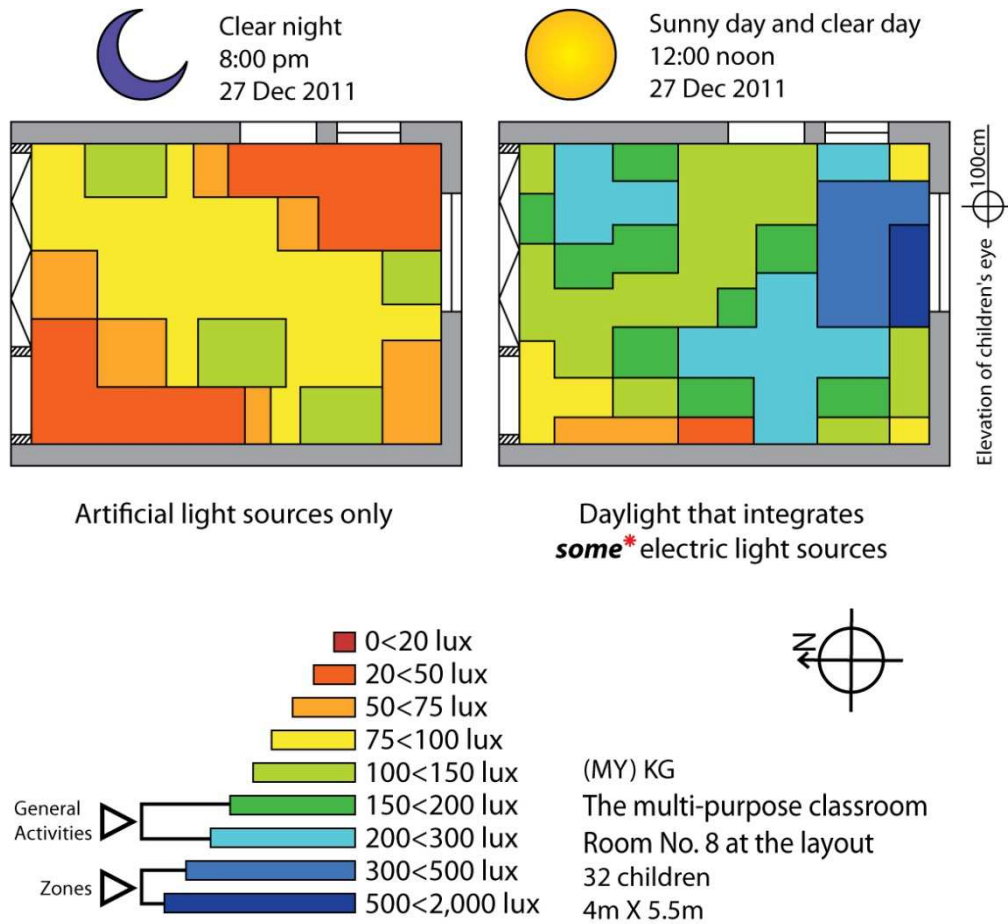 Clear night
8:00 pm
27 Dec 2011
Sunny day and clear day
12:00 noon
27 Dec 2011
100cm
Elevation of children's eye
Artificial light sources only
Daylight that integrates
some* electric light sources
0<20 lux
20<50 lux
50<75 lux
75<100 lux
100<150 lux
150<200 lux
200<300 lux
300<500 lux
500<2,000 lux
General
Activities
Zones
N
(MY) KG
The multi-purpose classroom
Room No. 8 at the layout
32 children
4m X 5.5m